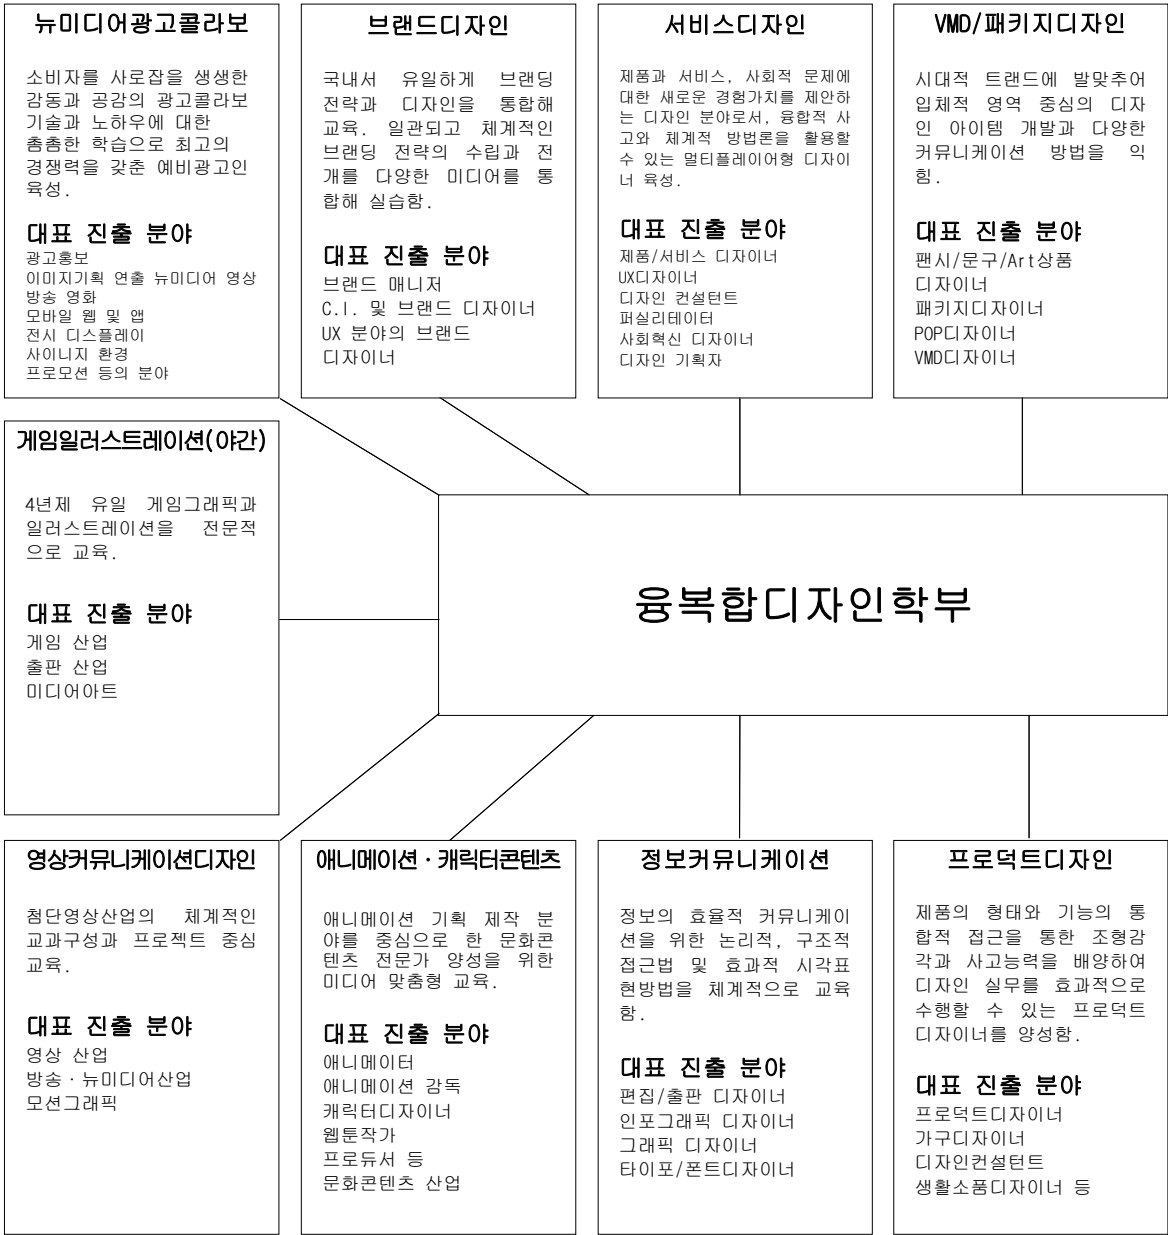 뉴미디어광고콜라보
소비자를 사로잡을 생생한
감동과 공감의 광고콜라보
기술과 노하우에 대한
촘촘한 학습으로 최고의
경쟁력을 갖춘 예비광고인
육성.
대표 진출 분야
광고홍보
이미지기획 연출 뉴미디어 영상
방송 영화
모바일 웹 및 앱
전시 디스플레이
사이니지 환경
프로모션 등의 분야
브랜드디자인
국내서 유일하게 브랜딩
전략과 디자인을 통합해
교육. 일관되고 체계적인
브랜딩 전략의 수립과 전
개를 다양한 미디어를 통
합해 실습함.
대표 진출 분야
브랜드 매니저
C.I. 및 브랜드 디자이너
UX 분야의 브랜드
디자이너
서비스디자인
제품과 서비스, 사회적 문제에
대한 새로운 경험가치를 제안하
는 디자인 분야로서, 융합적 사
고와 체계적 방법론을 활용할
수 있는 멀티플레이어형 디자이
너 육성.
대표 진출 분야
제품/서비스 디자이너
UX디자이너
디자인 컨설턴트
퍼실리테이터
사회혁신 디자이너
디자인 기획자
VMD/패키지디자인
시대적 트랜드에 발맞추어
입체적 영역 중심의 디자
인 아이템 개발과 다양한
커뮤니케이션 방법을 익
힘.
대표 진출 분야
팬시/문구/Art상품
디자이너
패키지디자이너
POP디자이너
VMD디자이너
게임일러스트레이션(야간)
4년제 유일 게임그래픽과
일러스트레이션을 전문적
으로 교육.
대표 진출 분야
게임 산업
출판 산업
미디어아트
융복합디자인학부
영상커뮤니케이션디자인
첨단영상산업의 체계적인
교과구성과 프로젝트 중심
교육.
대표 진출 분야
영상 산업
방송·뉴미디어산업
모션그래픽
애니메이션·캐릭터콘텐츠
애니메이션 기획 제작 분
야를 중심으로 한 문화콘
텐츠 전문가 양성을 위한
미디어 맞춤형 교육.
대표 진출 분야
애니메이터
애니메이션 감독
캐릭터디자이너
웹툰작가
프로듀서 등
문화콘텐츠 산업
정보커뮤니케이션
정보의 효율적 커뮤니케이
션을 위한 논리적, 구조적
접근법 및 효과적 시각표
현방법을 체계적으로 교육
함.
대표 진출 분야
편집/출판 디자이너
인포그래픽 디자이너
그래픽 디자이너
타이포/폰트디자이너
프로덕트디자인
제품의 형태와 기능의 통
합적 접근을 통한 조형감
각과 사고능력을 배양하여
디자인 실무를 효과적으로
수행할 수 있는 프로덕트
디자이너를 양성함.
대표 진출 분야
프로덕트디자이너
가구디자이너
디자인컨설턴트
생활소품디자이너 등